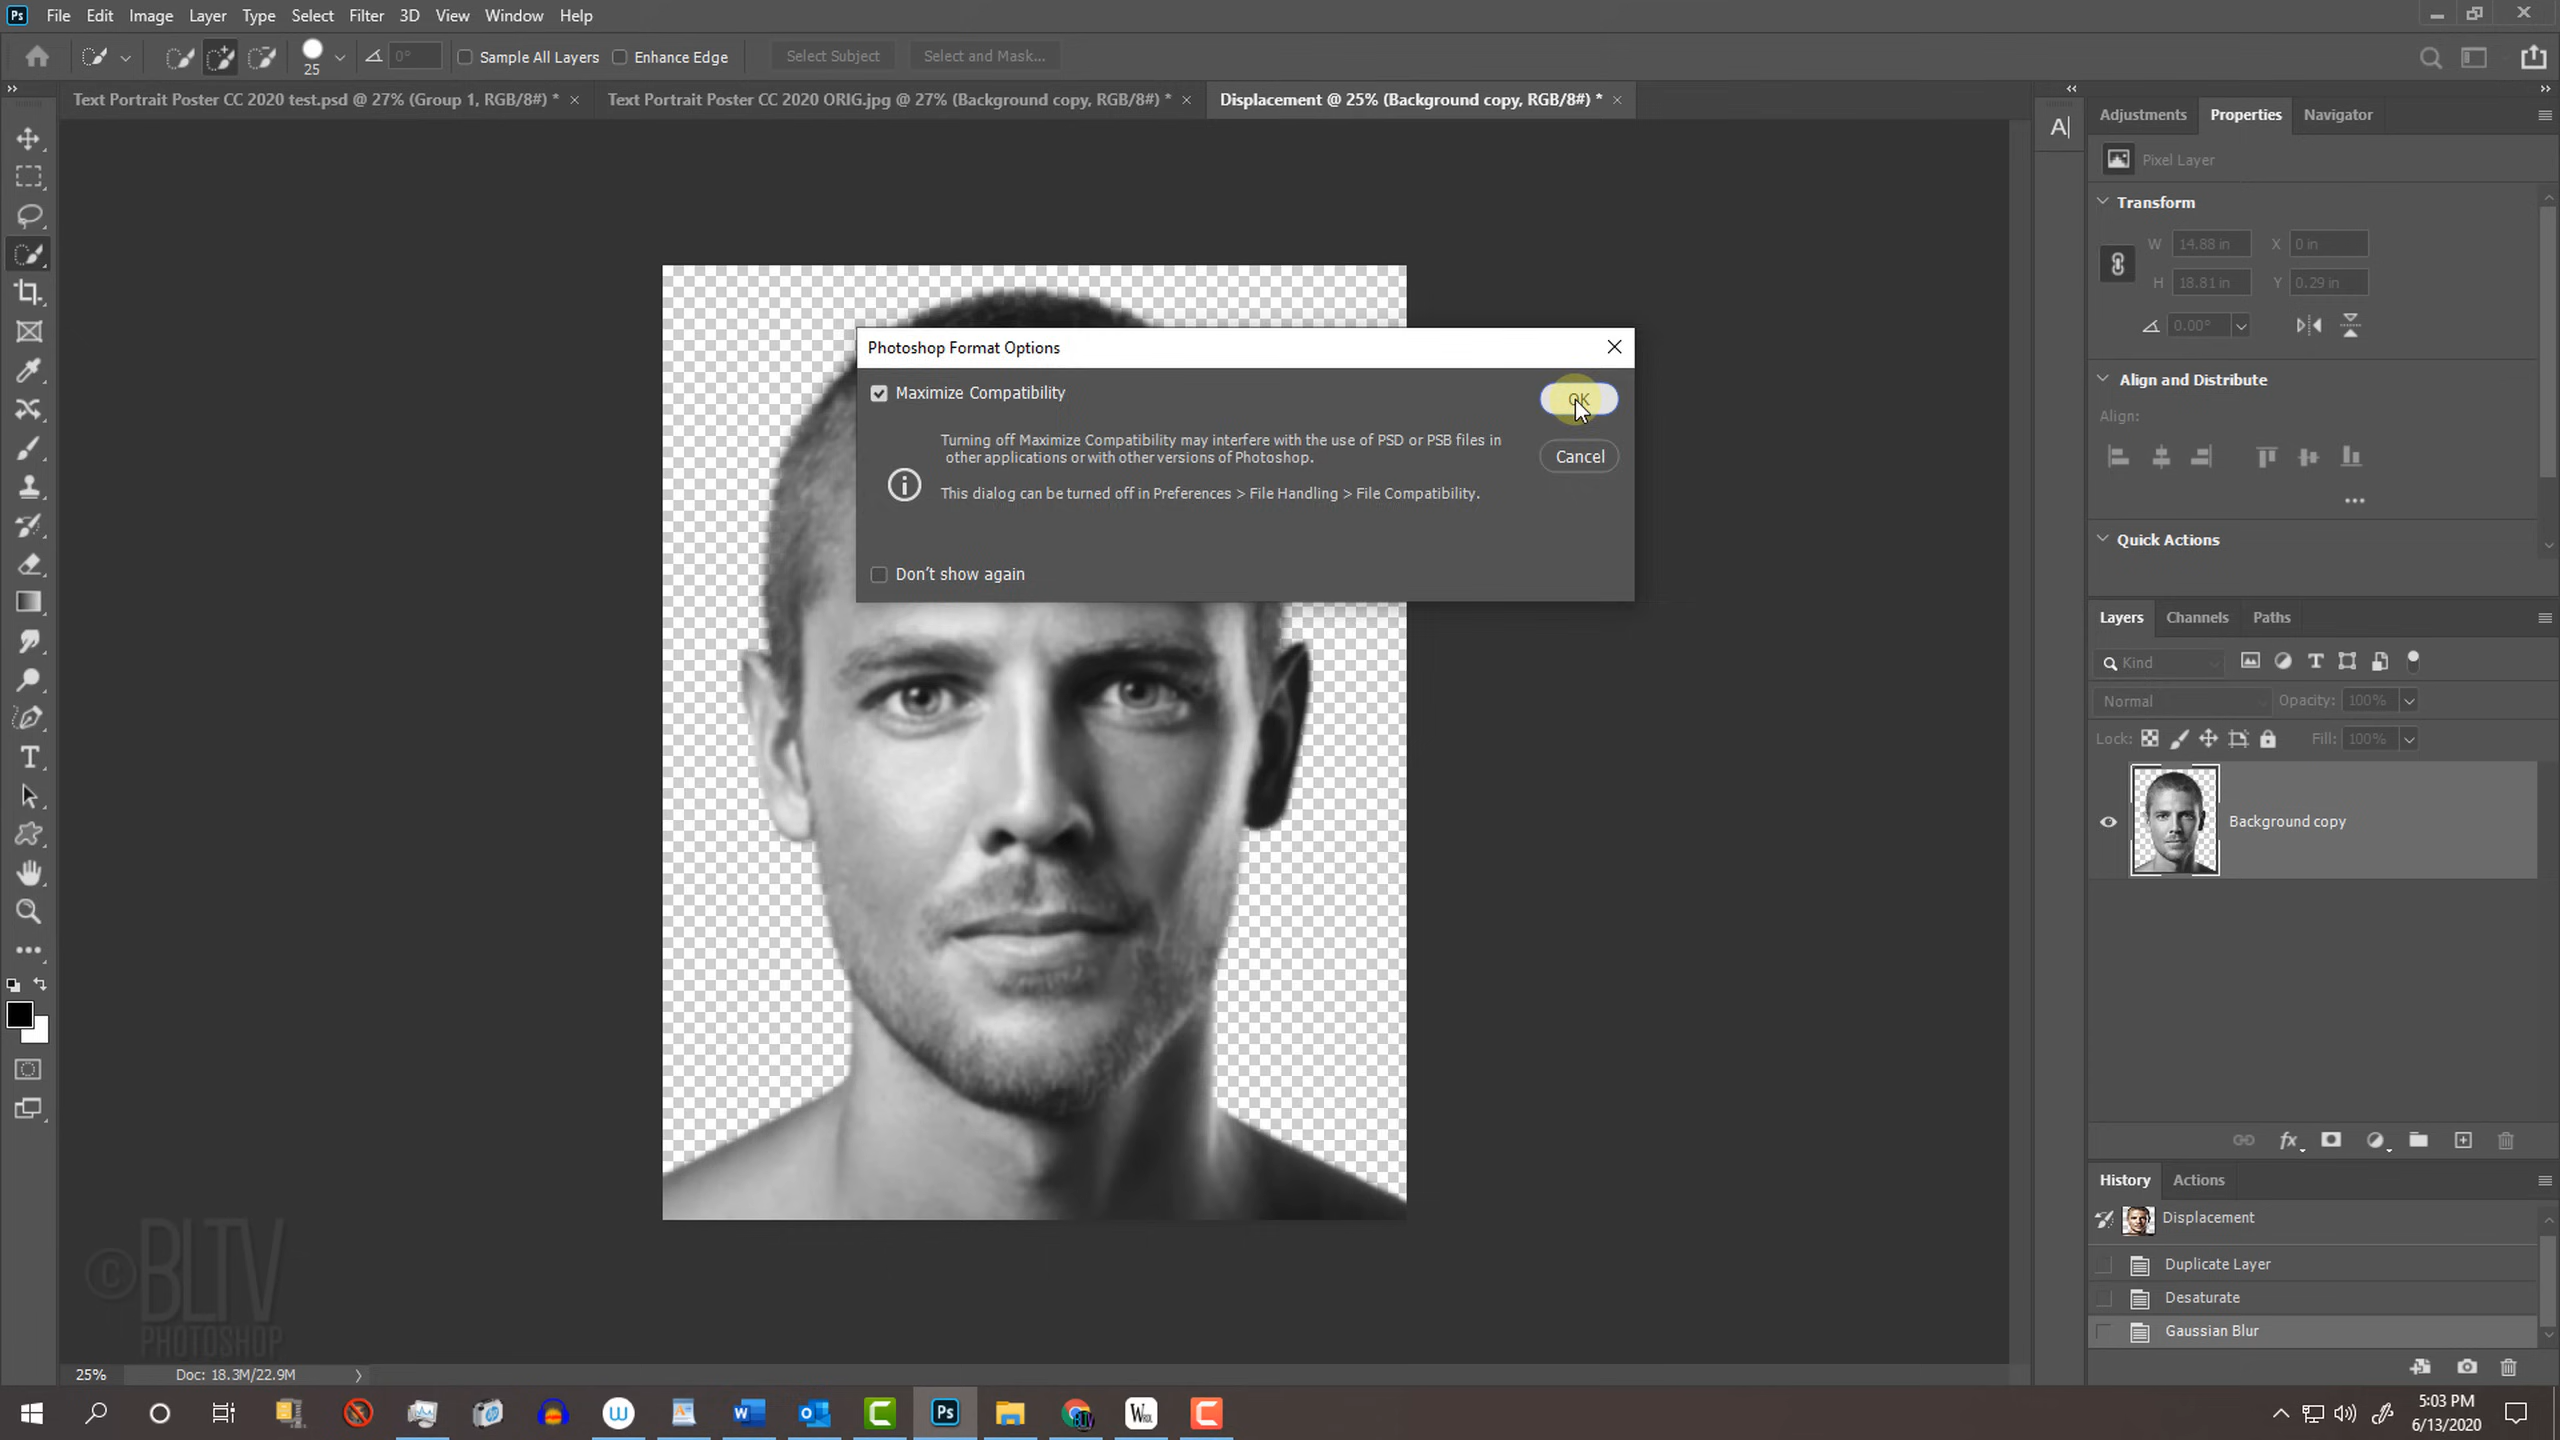 Ps File Edit Image Layer Type Select Filter 3D View Window Help
25 0° Sample All Layers Enhance Edge Select Subject Select and Mask...
Text Portrait Poster CC 2020 test.psd @ 27% (Group 1, RGB/8#) * Text Portrait Poster CC 2020 ORIG.jpg @ 27% (Background copy, RGB/8#) * Displacement @ 25% (Background copy, RGB/8#) *
Photoshop Format Options
Maximize Compatibility
OK
Turning off Maximize Compatibility may interfere with the use of PSD or PSB files in
other applications or with other versions of Photoshop.
Cancel
This dialog can be turned off in Preferences > File Handling > File Compatibility.
Don't show again
A|
Adjustments Properties Navigator
Pixel Layer
Transform
W 14.88 in X 0 in
H 18.81 in Y 0.29 in
0.00°
Align and Distribute
Align:
Quick Actions
Layers Channels Paths
Kind
Normal Opacity: 100%
Lock: Fill: 100%
Background copy
fx
History Actions
Displacement
Duplicate Layer
Desaturate
Gaussian Blur
©BLTV
PHOTOSHOP
25% Doc: 18.3M/22.9M
5:03 PM
6/13/2020